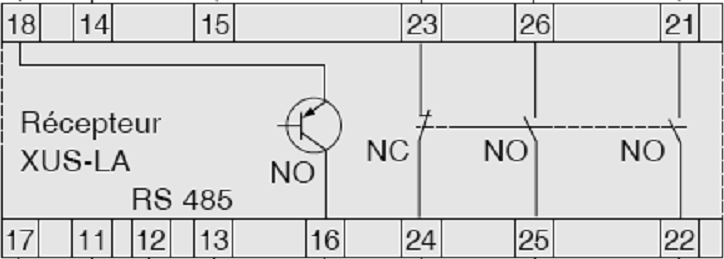 18 14 15 23 26 21
Récepteur
XUS-LA
NO NC NO NO
RS 485
17 11 12 13 16 24 25 22